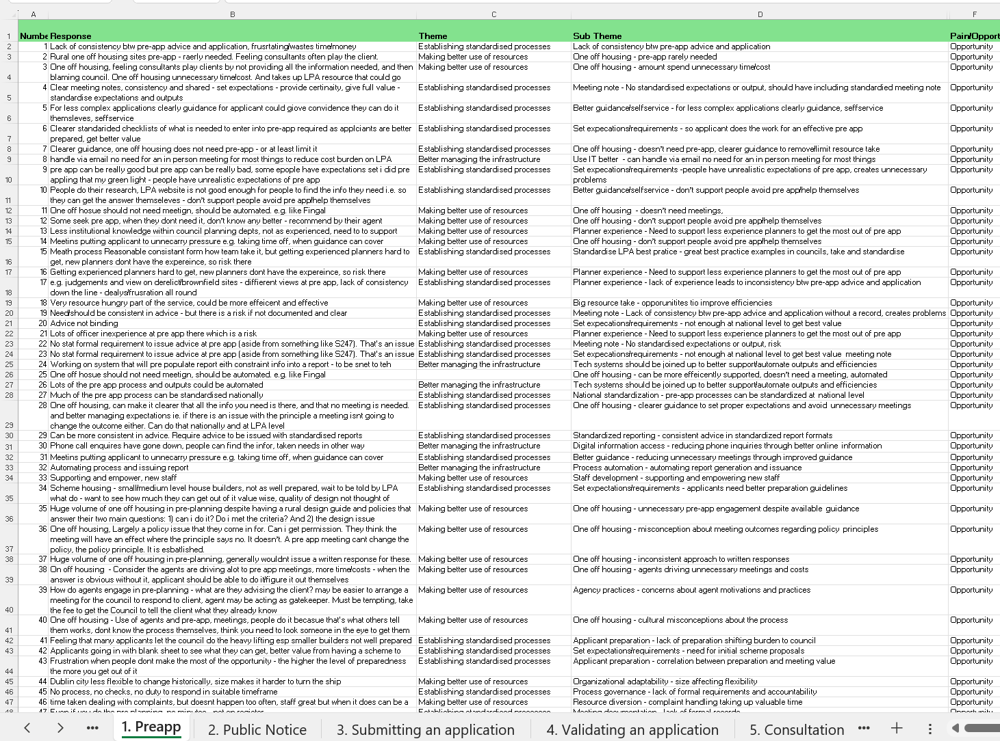 A B C D F
1 Numbe Response Theme Sub Theme Pain/Opport
2 1 Lack of consistency btw pre-app advice and application, frusrtating/wastes time/money Establishing standardised processes Lack of consistency btw pre-app advice and application Opportunity
3 2 Rural one off housing sites pre-app - raerly needed. Feeling consultants often play the client. Making better use of resources One off housing - pre-app rarely needed Opportunity
3 One off housing, feeling consultants play clients by not providing all the information needed, and then Making better use of resources One off housing - amount spend unnecessary time/cost Opportunity
4 blaming council. One off housing unnecessary time/cost. And takes up LPA resource that could go
4 Clear meeting notes, consistency and shared - set expectations - provide certinaity, give full value - Establishing standardised processes Meeting note - No standardised expectations or output, should have including standardied meeting note Opportunity
5 standardise expectations and outputs
5 For less complex applications clearly guidance for applicant could giove convidence they can do it Establishing standardised processes Better guidance/selfservice - for less complex applications clearly guidance, seffservice Opportunity
6 themsleves, seffservice
6 Clearer standarided checklists of what is needed to enter into pre-app required as applciants are better Establishing standardised processes Set expecations/requirements - so applicant does the work for an effective pre app Opportunity
7 prepared, get better value
8 7 Clearer guidance, one off housing does not need pre-app - or at least limit it Establishing standardised processes One off housing - doesn't need pre-app, clearer guidance to remove/limit resource take Opportunity
9 8 handle via email no need for an in person meeting for most things to reduce cost burden on LPA Better managing the infrastructure Use IT better - can handle via email no need for an in person meeting for most things Opportunity
9 pre app can be really good but pre app can be really bad, some epople have expectations set i did pre Establishing standardised processes Set expecations/requirements -people have unrealistic expectations of pre app, creates unnecessary Opportunity
10 appling that my green light - people have unrealistic expectations of pre app problems
10 People do their research, LPA website is not good enough for people to find the info they need i.e. so Establishing standardised processes Better guidance/selfservice - don't support people avoid pre app/help themselves Opportunity
11 they can get the answer themseleves - don't support people avoid pre app/help themselves
12 11 One off hosue should not need meetign, should be automated. e.g. like Fingal Making better use of resources One off housing - doesn't need meetings, Opportunity
13 12 Some seek pre app, when they dont need it, don't know any better - recommend by their agent Making better use of resources One off housing - don't support people avoid pre app/help themselves Opportunity
14 13 Less institutional knowledge within council planning depts, not as experienced, need to to support Making better use of resources Planner experience - Need to support less experience planners to get the most out of pre app Opportunity
15 14 Meetins putting applicant to unnecarry pressure e.g. taking time off, when guidance can cover Making better use of resources One off housing - don't support people avoid pre app/help themselves Opportunity
15 Meath process Reasonable consistant form how team take it, but getting experienced planners hard to Establishing standardised processes Standardise LPA best pratice - great best practice examples in councils, take and standardise Opportunity
16 get, new planners dont have the expereince, so risk there
17 16 Getting experienced planners hard to get, new planners dont have the expereince, so risk there Making better use of resources Planner experience - Need to support less experience planners to get the most out of pre app Opportunity
17 e.g. judgements and view on derelict/brownfield sites - different views at pre app, lack of consistency Establishing standardised processes Planner experience - lack of experience leads to inconsistency btw pre-app advice and application Opportunity
18 down the line - dealys/frusration all round
19 18 Very resource hungry part of the service, could be more effeicent and effective Making better use of resources Big resource take - opporunitites tio improve efficiencies Opportunity
20 19 Need/should be consistent in advice - but there is a risk if not documented and clear Establishing standardised processes Meeting note - Lack of consistency btw pre-app advice and application without a record, creates problems Opportunity
21 20 Advice not binding Establishing standardised processes Set expecations/requirements - not enough at national level to get best value Opportunity
22 21 Lots of officer inexperience at pre app there which is a risk Making better use of resources Planner experience - Need to support less experience planners to get the most out of pre app Opportunity
23 22 No stat formal requirement to issue advice at pre app (aside from something like S247). That's an issue Establishing standardised processes Meeting note - No standardised expectations or output, risk Opportunity
24 23 No stat formal requirement to issue advice at pre app (aside from something like S247). That's an issue Establishing standardised processes Set expecations/requirements - not enough at national level to get best value meeting note Opportunity
25 24 Working on system that will pre populate report eith constraint info into a report - to be snet to teh Better managing the infrastructure Tech systems should be joined up to better support/automate outputs and efficiencies Opportunity
26 25 One off hosue should not need meetign, should be automated. e.g. like Fingal One off housing - can be more effeicently supported, doesn't need a meeting, automated Opportunity
27 26 Lots of the pre app process and outputs could be automated Better managing the infrastructure Tech systems should be joined up to better support/automate outputs and efficiencies Opportunity
28 27 Much of the pre app process can be standardised nationally Establishing standardised processes National standardization - pre-app processes can be standardized at national level Opportunity
28 One off housing, can make it clearer that all the info you need is there, and that no meeting is needed. Establishing standardised processes One off housing - clearer guidance to set proper expectations and avoid unnecessary meetings Opportunity
and better managing expectations ie. if there is an issue with the principle a meeting isnt going to
29 change the outcome either. Can do that nationally and at LPA level
30 29 Can be more consistent in advice. Require advice to be issued with standardised reports Establishing standardised processes Standardized reporting - consistent advice in standardized report formats Opportunity
31 30 Phone call enquires have gone down, people can find the infor, taken needs in other way Better managing the infrastructure Digital information access - reducing phone inquiries through better online information Opportunity
32 31 Meetins putting applicant to unnecarry pressure e.g. taking time off, when guidance can cover Establishing standardised processes Better guidance - reducing unnecessary meetings through improved guidance Opportunity
33 32 Automating process and issuing report Better managing the infrastructure Process automation - automating report generation and issuance Opportunity
34 33 Supporting and empower, new staff Making better use of resources Staff development - supporting and empowering new staff Opportunity
34 Scheme housing - small/medium level house builders, not as well prepared, wait to be told by LPA Establishing standardised processes Set expectations/requirements - applicants need better preparation guidelines Opportunity
35 what do - want to see how much they can get out of it value wise, quality of design not thought of
35 Huge volume of one off housing in pre-planning despite having a rural design guide and policies that Making better use of resources One off housing - unnecessary pre-app engagement despite available guidance Opportunity
36 answer their two main questions: 1) can i do it? Do i met the criteria? And 2) the design issue
36 One off housing, Largely a policy issue that they come in for. Can i get permission. They think the Making better use of resources One off housing - misconception about meeting outcomes regarding policy principles Opportunity
meeting will have an effect where the principle says no. It doesn't. A pre app meeting cant change the
37 policy, the policy principle. It is esbatlished.
38 37 Huge volume of one off housing in pre-planning, generally wouldnt issue a written response for these. Making better use of resources One off housing - inconsistent approach to written responses Opportunity
38 On off housing - Consider the agents are driving alot to pre app meetings, more time/costs - when the Making better use of resources One off housing - agents driving unnecessary meetings and costs Opportunity
39 answer is obvious without it, applicant should be able to do it/figure it out themselves
39 How do agents engage in pre-planning - what are they advising the client? may be easier to arrange a Making better use of resources Agency practices - concerns about agent motivations and practices Opportunity
meeting for the council to respond to client, agent may be acting as gatekeeper. Must be tempting, take
40 the fee to get the Council to tell the client what they already know
40 One off housing - Use of agents and pre-app, meetings, people do it becasue that's what others tell Making better use of resources One off housing - cultural misconceptions about the process Opportunity
41 them works, dont know the process themselves, think you need to look someone in the eye to get them
42 41 Feeling that many applicants let the council do the heavy lifting esp smaller builders not well prepared Establishing standardised processes Applicant preparation - lack of preparation shifting burden to council Opportunity
43 42 Applicants going in with blank sheet to see what they can get, better value from having a scheme to Establishing standardised processes Set expectations/requirements - need for initial scheme proposals Opportunity
43 Frustration when people dont make the most of the opportunity - the higher the level of preparedness Establishing standardised processes Applicant preparation - correlation between preparation and meeting value Opportunity
44 the more you get out of it
45 44 Dublin city less flexible to change historically, size makes it harder to turn the ship Making better use of resources Organizational adaptability - size affecting flexibility Opportunity
46 45 No process, no checks, no duty to respond in suitable timeframe Establishing standardised processes Process governance - lack of formal requirements and accountability Opportunity
47 46 time taken dealing with complaints, but doesnt happen too often, staff great but when it does can be a Making better use of resources Resource diversion - complaint handling taking up valuable time Opportunity
1. Preapp 2. Public Notice 3. Submitting an application 4. Validating an application 5. Consultation